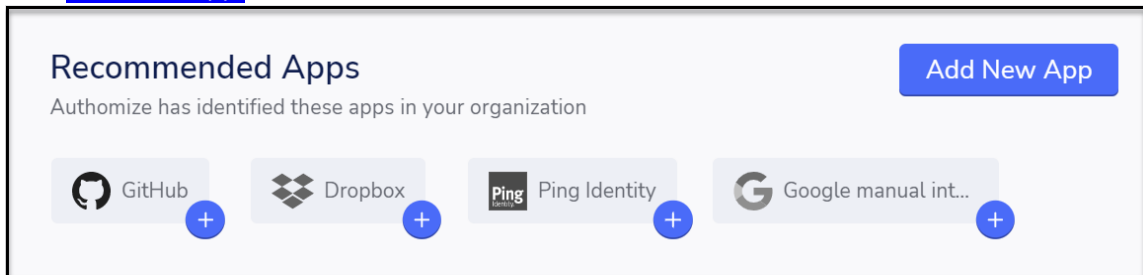 Recommended Apps
Add New App
Authomize has identified these apps in your organization
GitHub
Dropbox
Ping
Identity
Ping Identity
Google manual int...